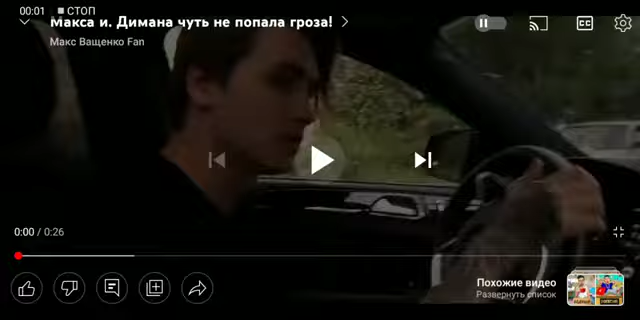 00:01 СТОП
Макса и. Димана чуть не попала гроза!
Макс Ващенко Fan
CC
0:00 / 0:26
Похожие видео
Развернуть список